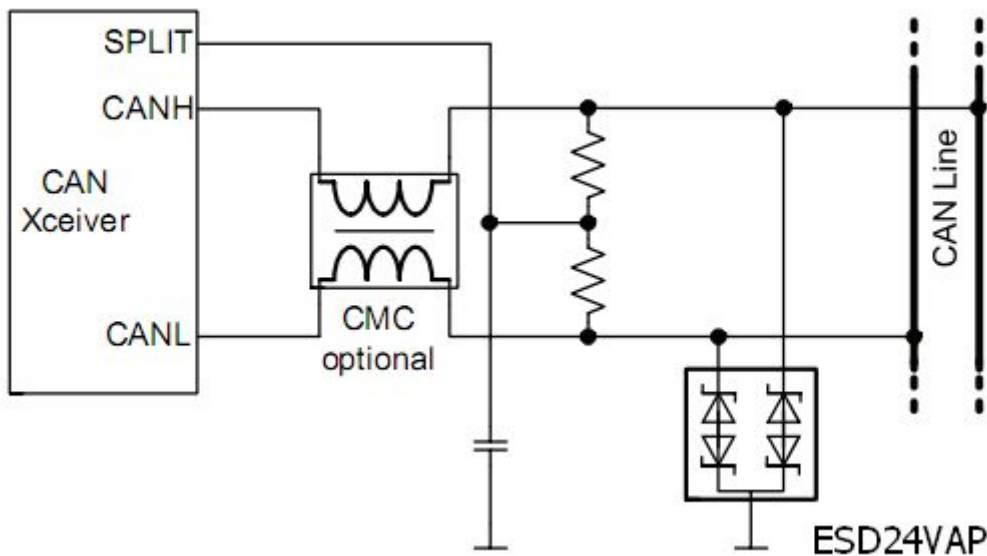 SPLIT
CANH
CAN
Xceiver
CANL
CMC
optional
CAN Line
ESD24VAP